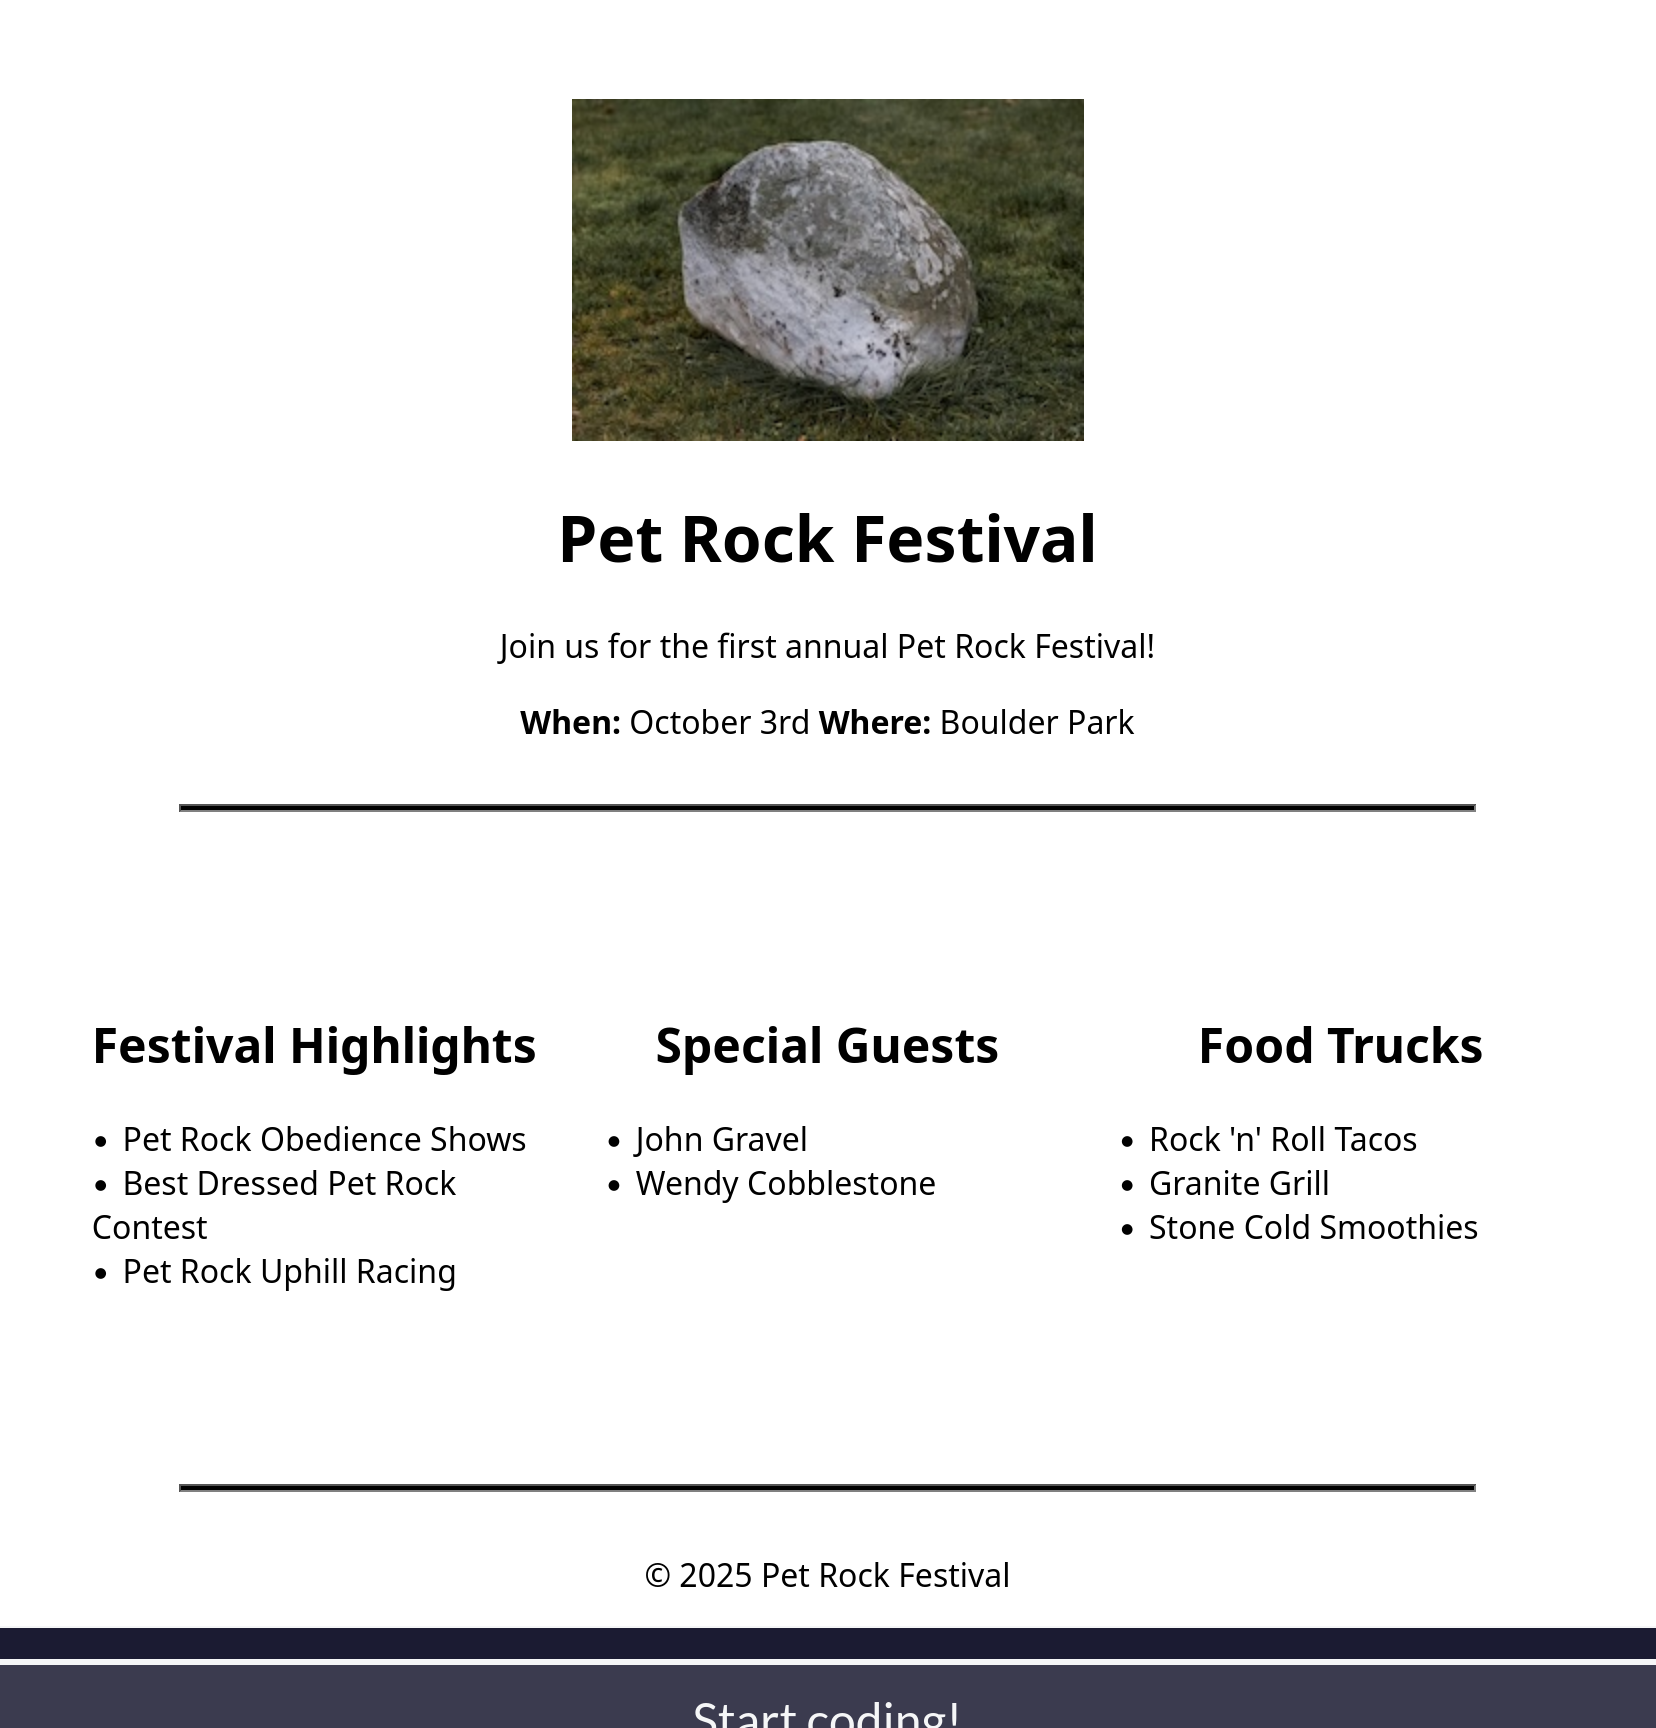 Pet Rock Festival
Join us for the first annual Pet Rock Festival!
When: October 3rd Where: Boulder Park
Festival Highlights
• Pet Rock Obedience Shows
• Best Dressed Pet Rock
Contest
• Pet Rock Uphill Racing
Special Guests
• John Gravel
• Wendy Cobblestone
Food Trucks
• Rock 'n' Roll Tacos
• Granite Grill
• Stone Cold Smoothies
© 2025 Pet Rock Festival
Start coding!